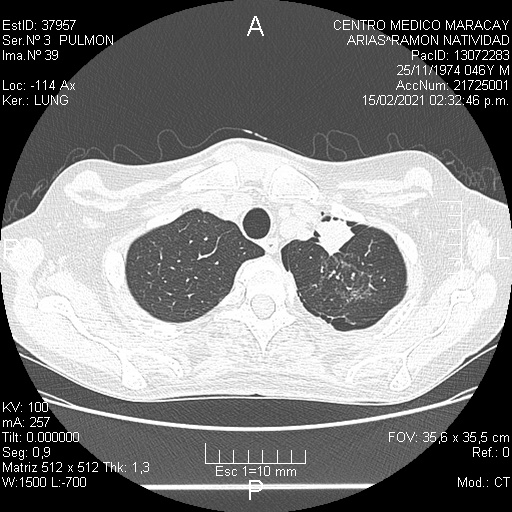 EstID: 37957
Ser.Nº 3 PULMON
Ima.Nº 39
Loc: -114 Ax
Ker.: LUNG
A
CENTRO MEDICO MARACAY
ARIAS^RAMON NATIVIDAD
PacID: 13072283
25/11/1974 046Y M
AccNum: 21725001
15/02/2021 02:32:46 p.m.
L
KV: 100
mA: 257
Tilt: 0.000000
Seg: 0,9
Matriz 512 x 512 Thk: 1,3
W:1500 L:-700
Esc 1=10 mm
P
FOV: 35,6 x 35,5 cm
Ref.: 0
Mod.: CT